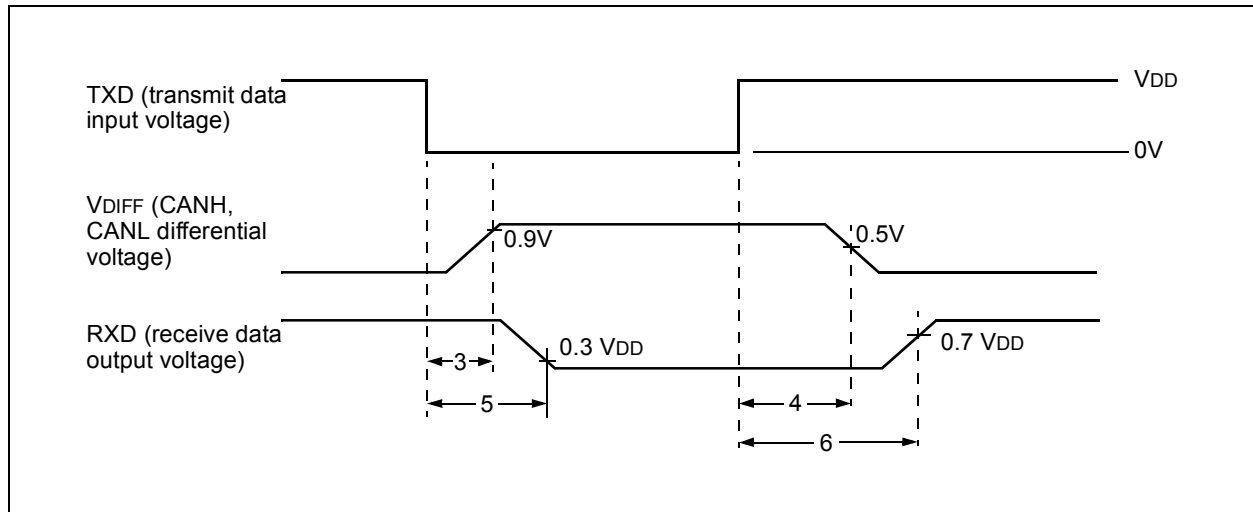 TXD (transmit data
input voltage)
VDD
0V
VDIFF (CANH,
CANL differential
voltage)
0.9V
0.5V
RXD (receive data
output voltage)
0.3 VDD
0.7 VDD
3
5
4
6